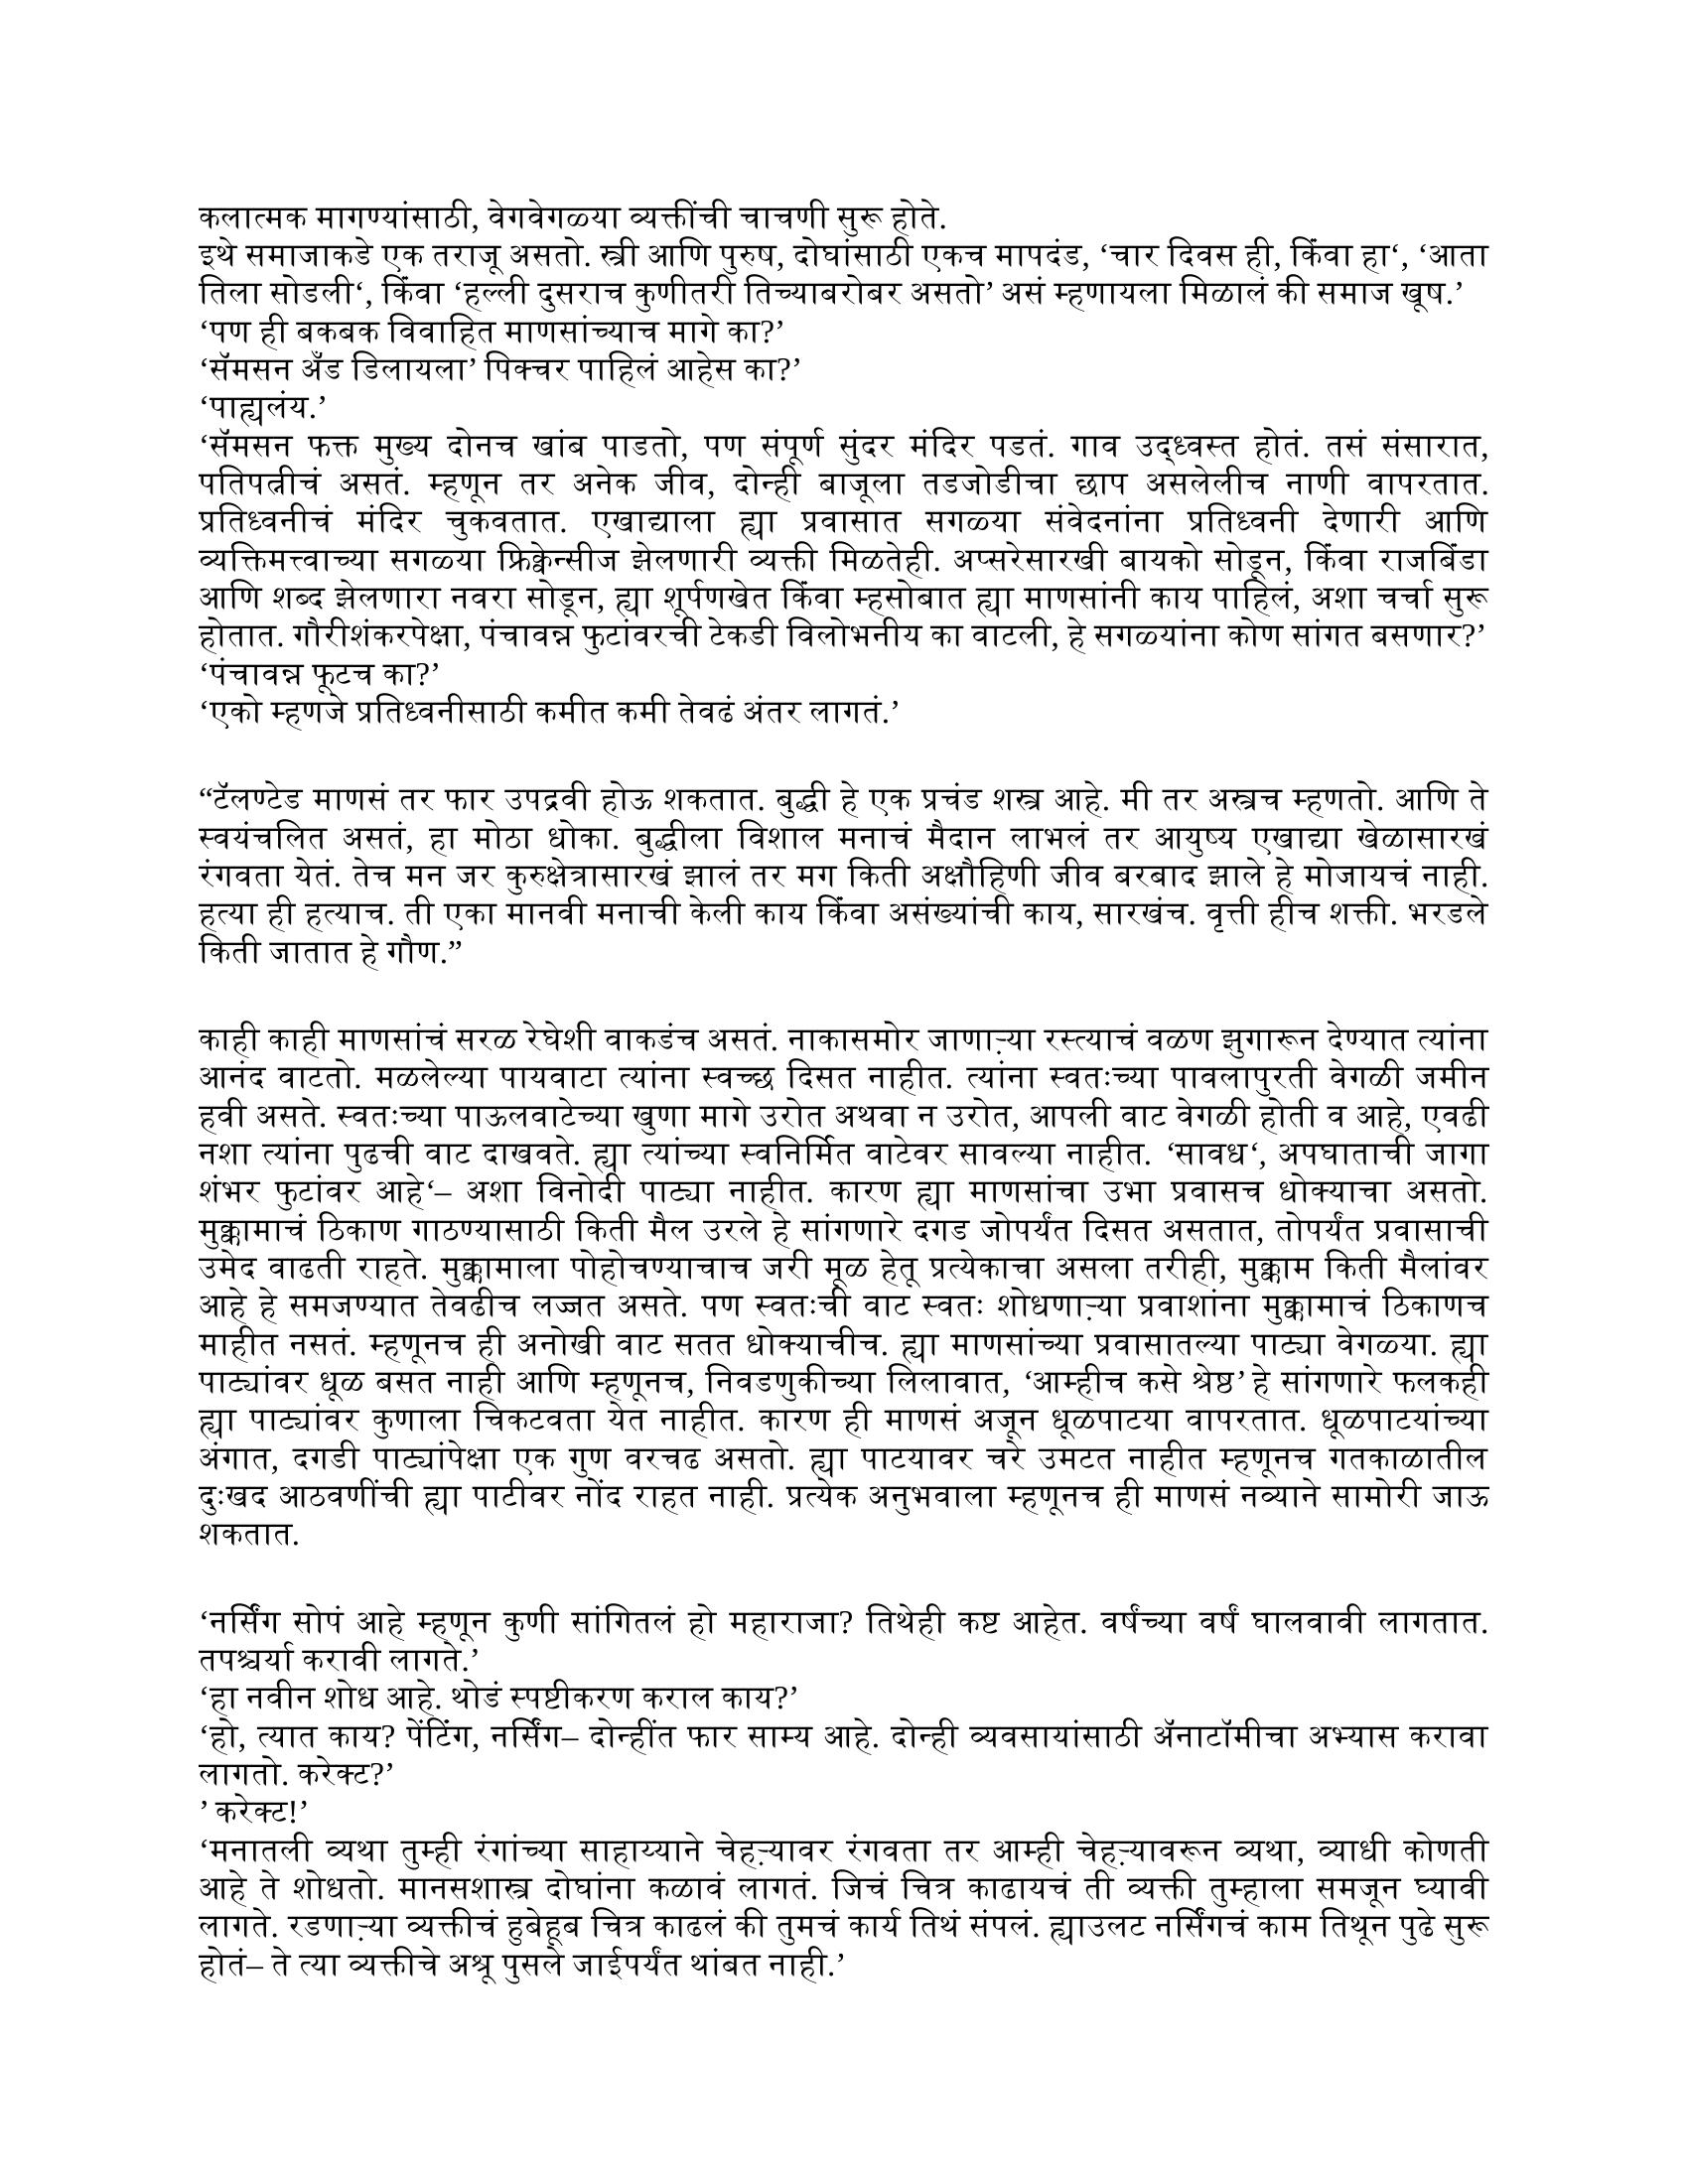 कलात्मक मागण्यांसाठी, वेगवेगळ्या व्यक्तींची चाचणी सुरू होते.
इथे समाजाकडे एक तराजू असतो. स्त्री आणि पुरुष, दोघांसाठी एकच मापदंड, ‘चार दिवस ही, किंवा हा‘, ‘आता
तिला सोडली‘, किंवा ‘हल्ली दुसराच कुणीतरी तिच्याबरोबर असतो’ असं म्हणायला मिळालं की समाज खूष.’
‘पण ही बकबक विवाहित माणसांच्याच मागे का?’
‘सॅमसन अँड डिलायला’ पिक्चर पाहिलं आहेस का?’
‘पाह्यलंय.’
‘सॅमसन फक्त मुख्य दोनच खांब पाडतो, पण संपूर्ण सुंदर मंदिर पडतं. गाव उद्ध्वस्त होतं. तसं संसारात,
पतिपत्नीचं असतं. म्हणून तर अनेक जीव, दोन्ही बाजूला तडजोडीचा छाप असलेलीच नाणी वापरतात.
प्रतिध्वनीचं मंदिर चुकवतात. एखाद्याला ह्या प्रवासात सगळ्या संवेदनांना प्रतिध्वनी देणारी आणि
व्यक्तिमत्त्वाच्या सगळ्या फ्रिक्वेन्सीज झेलणारी व्यक्ती मिळतेही. अप्सरेसारखी बायको सोडून, किंवा राजबिंडा
आणि शब्द झेलणारा नवरा सोडून, ह्या शूर्पणखेत किंवा म्हसोबात ह्या माणसांनी काय पाहिलं, अशा चर्चा सुरू
होतात. गौरीशंकरपेक्षा, पंचावन्न फुटांवरची टेकडी विलोभनीय का वाटली, हे सगळ्यांना कोण सांगत बसणार?’
‘पंचावन्न फूटच का?’
‘एको म्हणजे प्रतिध्वनीसाठी कमीत कमी तेवढं अंतर लागतं.’
“टॅलण्टेड माणसं तर फार उपद्रवी होऊ शकतात. बुद्धी हे एक प्रचंड शस्त्र आहे. मी तर अस्त्रच म्हणतो. आणि ते
स्वयंचलित असतं, हा मोठा धोका. बुद्धीला विशाल मनाचं मैदान लाभलं तर आयुष्य एखाद्या खेळासारखं
रंगवता येतं. तेच मन जर कुरुक्षेत्रासारखं झालं तर मग किती अक्षौहिणी जीव बरबाद झाले हे मोजायचं नाही.
हत्या ही हत्याच. ती एका मानवी मनाची केली काय किंवा असंख्यांची काय, सारखंच. वृत्ती हीच शक्ती. भरडले
किती जातात हे गौण.”
काही काही माणसांचं सरळ रेघेशी वाकडंच असतं. नाकासमोर जाणाऱ्या रस्त्याचं वळण झुगारून देण्यात त्यांना
आनंद वाटतो. मळलेल्या पायवाटा त्यांना स्वच्छ दिसत नाहीत. त्यांना स्वतःच्या पावलापुरती वेगळी जमीन
हवी असते. स्वतःच्या पाऊलवाटेच्या खुणा मागे उरोत अथवा न उरोत, आपली वाट वेगळी होती व आहे, एवढी
नशा त्यांना पुढची वाट दाखवते. ह्या त्यांच्या स्वनिर्मित वाटेवर सावल्या नाहीत. ‘सावध‘, अपघाताची जागा
शंभर फुटांवर आहे‘– अशा विनोदी पाट्या नाहीत. कारण ह्या माणसांचा उभा प्रवासच धोक्याचा असतो.
मुक्कामाचं ठिकाण गाठण्यासाठी किती मैल उरले हे सांगणारे दगड जोपर्यंत दिसत असतात, तोपर्यंत प्रवासाची
उमेद वाढती राहते. मुक्कामाला पोहोचण्याचाच जरी मूळ हेतू प्रत्येकाचा असला तरीही, मुक्काम किती मैलांवर
आहे हे समजण्यात तेवढीच लज्जत असते. पण स्वतःची वाट स्वतः शोधणाऱ्या प्रवाशांना मुक्कामाचं ठिकाणच
माहीत नसतं. म्हणूनच ही अनोखी वाट सतत धोक्याचीच. ह्या माणसांच्या प्रवासातल्या पाट्या वेगळ्या. ह्या
पाट्यांवर धूळ बसत नाही आणि म्हणूनच, निवडणुकीच्या लिलावात, ‘आम्हीच कसे श्रेष्ठ’ हे सांगणारे फलकही
ह्या पाट्यांवर कुणाला चिकटवता येत नाहीत. कारण ही माणसं अजून धूळपाटया वापरतात. धूळपाटयांच्या
अंगात, दगडी पाट्यांपेक्षा एक गुण वरचढ असतो. ह्या पाटयावर चरे उमटत नाहीत म्हणूनच गतकाळातील
दुःखद आठवणींची ह्या पाटीवर नोंद राहत नाही. प्रत्येक अनुभवाला म्हणूनच ही माणसं नव्याने सामोरी जाऊ
शकतात.
‘नर्सिंग सोपं आहे म्हणून कुणी सांगितलं हो महाराजा? तिथेही कष्ट आहेत. वर्षंच्या वर्षं घालवावी लागतात.
तपश्चर्या करावी लागते.’
‘हा नवीन शोध आहे. थोडं स्पष्टीकरण कराल काय?’
‘हो, त्यात काय? पेंटिंग, नर्सिंग– दोन्हींत फार साम्य आहे. दोन्ही व्यवसायांसाठी ॲनाटॉमीचा अभ्यास करावा
लागतो. करेक्ट?’
’ करेक्ट!’
‘मनातली व्यथा तुम्ही रंगांच्या साहाय्याने चेहऱ्यावर रंगवता तर आम्ही चेहऱ्यावरून व्यथा, व्याधी कोणती
आहे ते शोधतो. मानसशास्त्र दोघांना कळावं लागतं. जिचं चित्र काढायचं ती व्यक्ती तुम्हाला समजून घ्यावी
लागते. रडणाऱ्या व्यक्तीचं हुबेहूब चित्र काढलं की तुमचं कार्य तिथं संपलं. ह्याउलट नर्सिंगचं काम तिथून पुढे सुरू
होतं– ते त्या व्यक्तीचे अश्रू पुसले जाईपर्यंत थांबत नाही.’